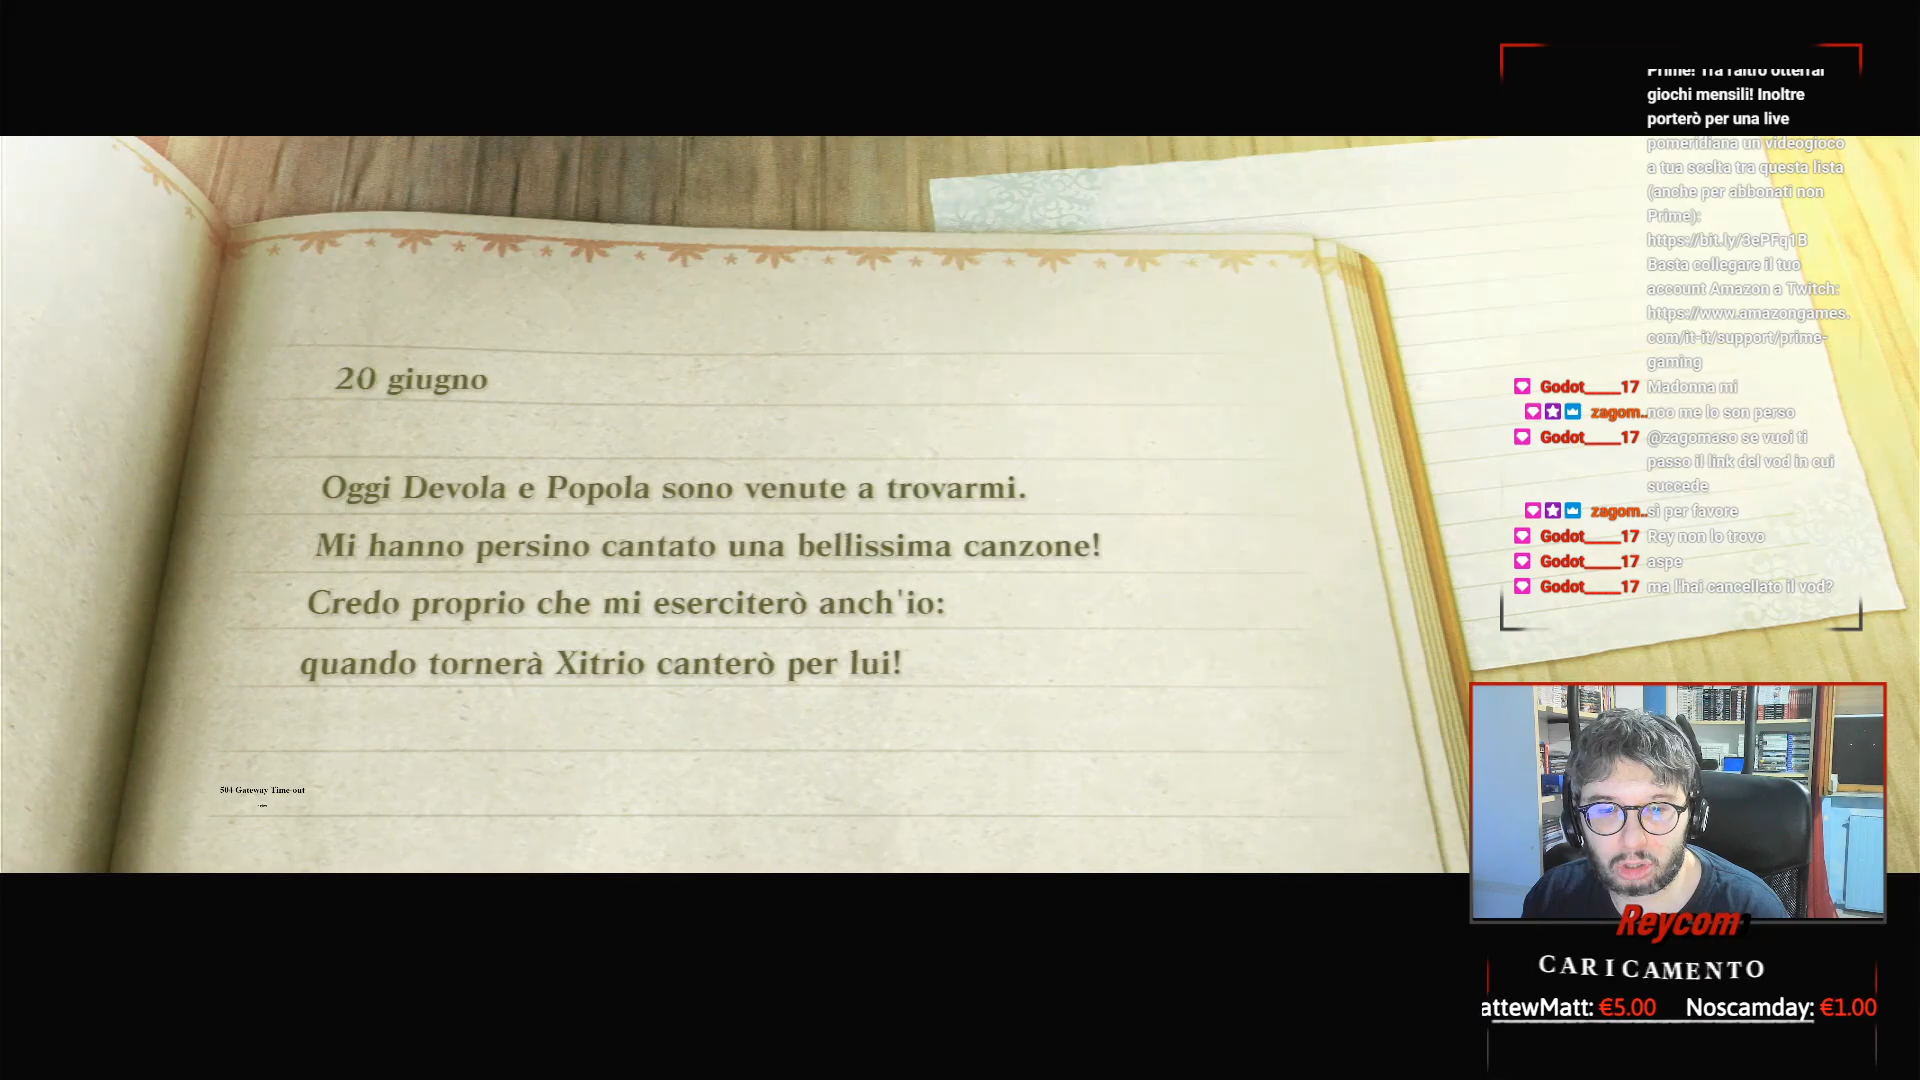 20 giugno
Oggi Devola e Popola sono venute a trovarmi.
Mi hanno persino cantato una bellissima canzone!
Credo proprio che mi eserciterò anch'io:
quando tornerà Xitrio canterò per lui!
504 Gateway Time-out
Prime! Tra l'altro otterrai
giochi mensili! Inoltre
porterò per una live
pomeridiana un videogioco
a tua scelta tra questa lista
(anche per abbonati non
Prime):
https://bit.ly/3ePFq1B
Basta collegare il tuo
account Amazon a Twitch:
https://www.amazongames.
com/it-it/support/prime-
gaming
Godot____17 Madonna mi
zagom.. noo me lo son perso
Godot____17 @zagomaso se vuoi ti
passo il link del vod in cui
succede
zagom.. sì per favore
Godot____17 Rey non lo trovo
Godot____17 aspe
Godot____17 ma l'hai cancellato il vod?
Reycom
CARICAMENTO
attewMatt: €5.00 Noscamday: €1.00